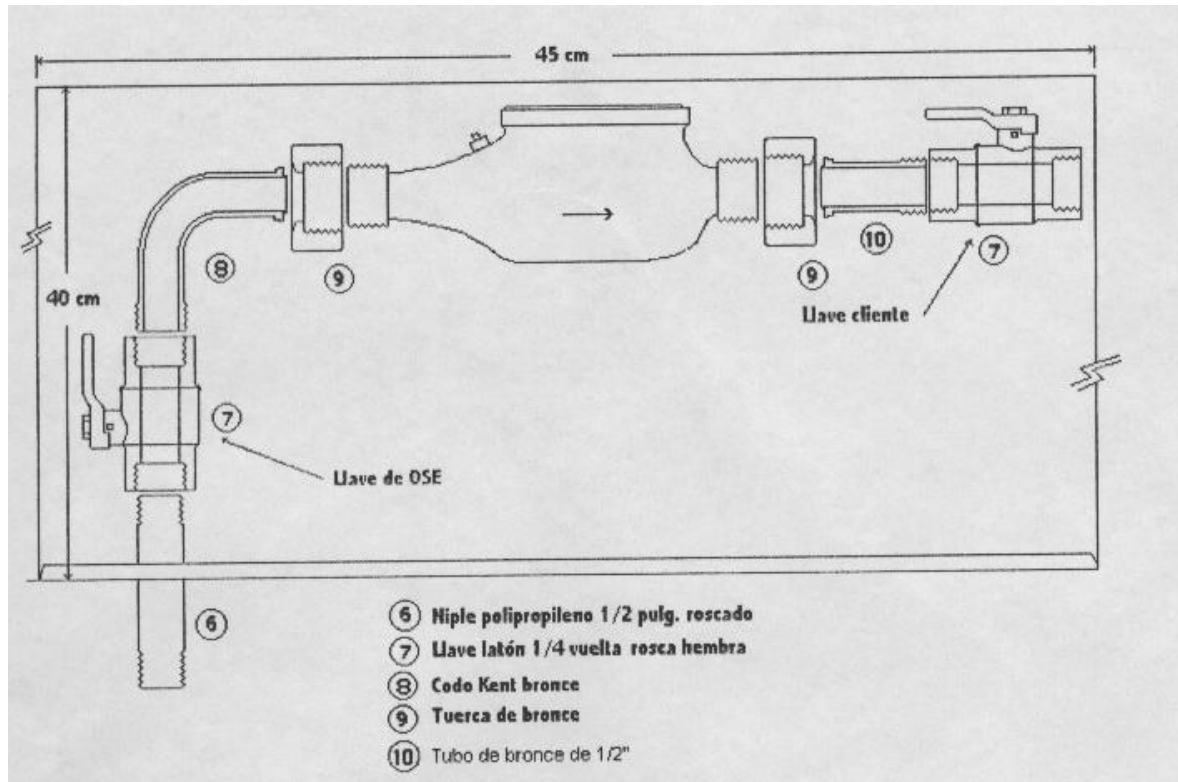 45 cm
40 cm
8
9
9
10
7
Llave cliente
7
Llave de OSE
6
6 Niple polipropileno 1/2 pulg. roscado
7 Llave latón 1/4 vuelta rosca hembra
8 Codo Kent bronce
9 Tuerca de bronce
10 Tubo de bronce de 1/2"